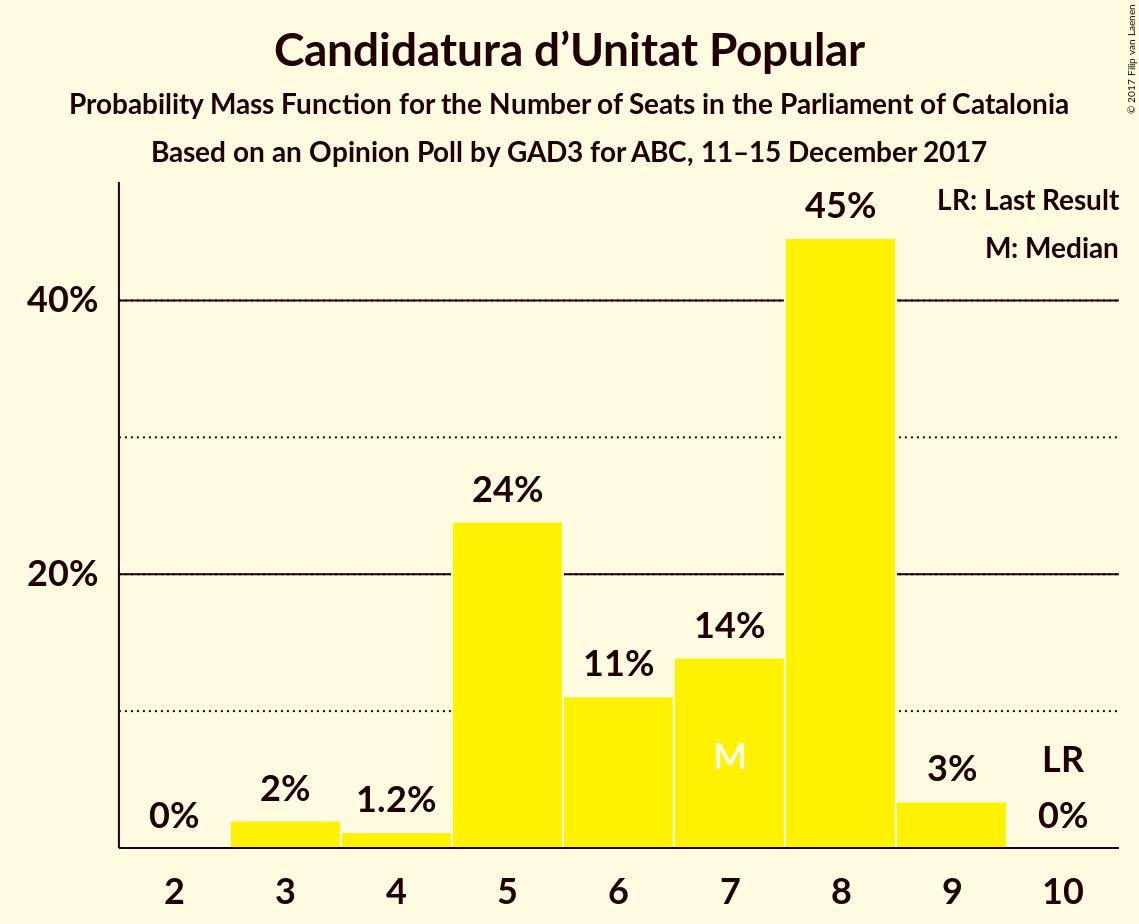 Candidatura d’Unitat Popular
Probability Mass Function for the Number of Seats in the Parliament of Catalonia
Based on an Opinion Poll by GAD3 for ABC, 11–15 December 2017
© 2017 Filip van Laenen
LR: Last Result
M: Median
45%
40%
24%
20%
14%
11%
M
LR
3%
2%
1.2%
0%
0%
2 3 4 5 6 7 8 9 10